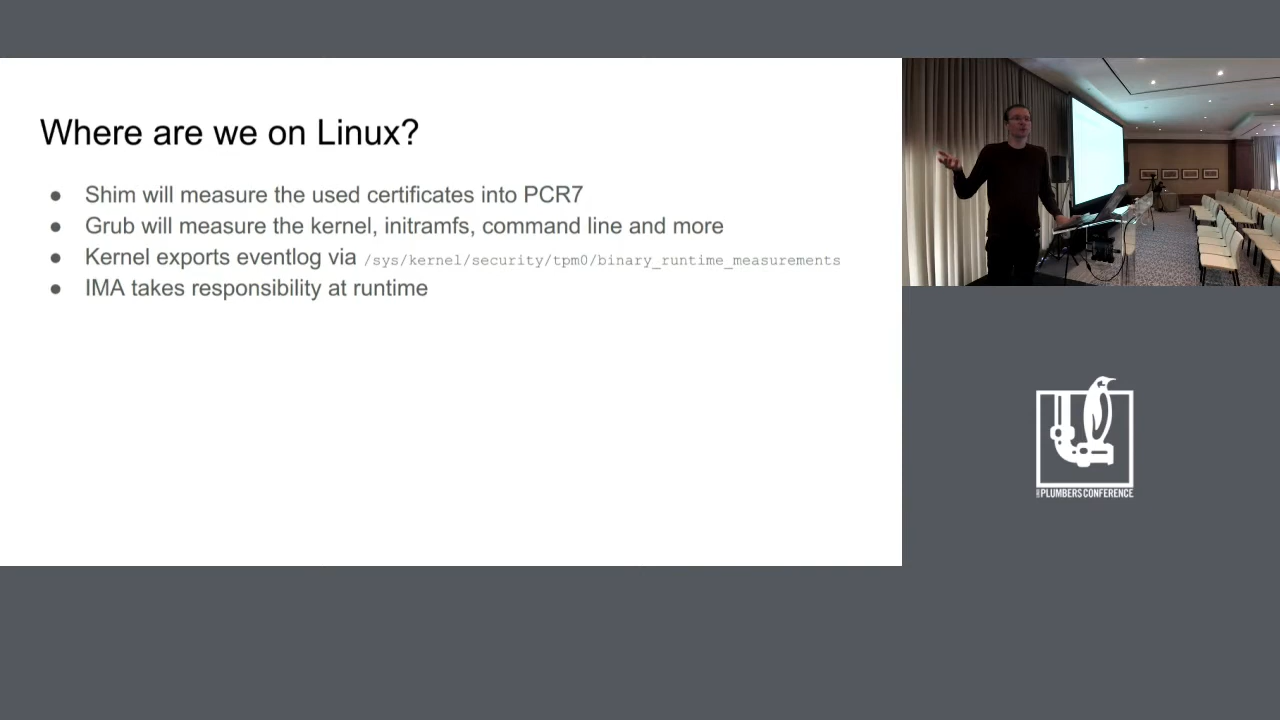 Where are we on Linux?
● Shim will measure the used certificates into PCR7
● Grub will measure the kernel, initramfs, command line and more
● Kernel exports eventlog via /sys/kernel/security/tpm0/binary_runtime_measurements
● IMA takes responsibility at runtime
PLUMBERS CONFERENCE